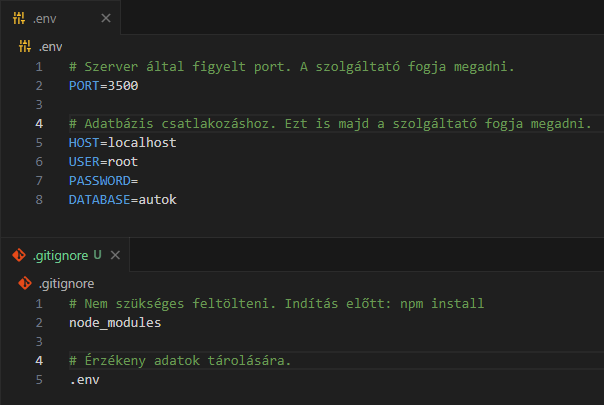 .env
.env
1 # Szerver által figyelt port. A szolgáltató fogja megadni.
2 PORT=3500
3
4 # Adatbázis csatlakozáshoz. Ezt is majd a szolgáltató fogja megadni.
5 HOST=localhost
6 USER=root
7 PASSWORD=
8 DATABASE=autok
.gitignore U
.gitignore
1 # Nem szükséges feltölteni. Indítás előtt: npm install
2 node_modules
3
4 # Érzékeny adatok tárolására.
5 .env